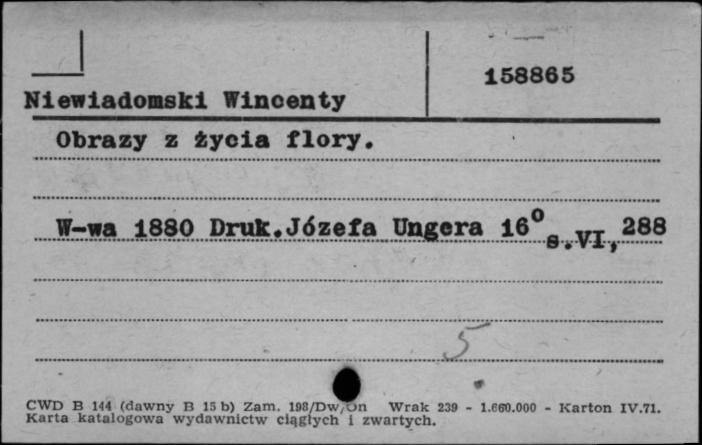 158865
Niewiadomski Wincenty
Obrazy z życia flory.
W-wa 1880 Druk.Józefa Ungera 16° s.VI,288
5
CWD B 144 (dawny B 15 b) Zam. 198/Dw/On Wrak 239 - 1.660.000 - Karton IV.71.
Karta katalogowa wydawnictw ciągłych i zwartych.